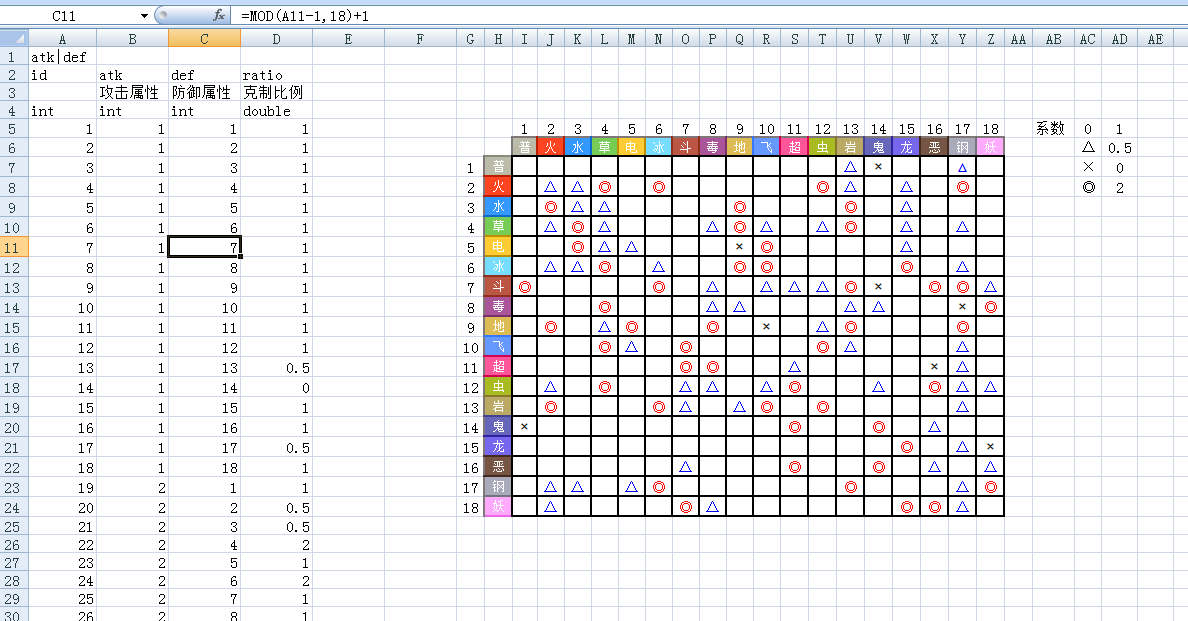 C11 fx =MOD(A11-1,18)+1
A B C D E F G H I J K L M N O P Q R S T U V W X Y Z AA AB AC AD AE
1 atk|def
2 id atk def ratio
3 攻击属性 防御属性 克制比例
4 int int int double
5 1 1 1 1 1 2 3 4 5 6 7 8 9 10 11 12 13 14 15 16 17 18 系数 0 1
6 2 1 2 1 普 火 水 草 电 冰 斗 毒 地 飞 超 虫 岩 鬼 龙 恶 钢 妖 △ 0.5
7 3 1 3 1 1 普 △ × △ × 0
8 4 1 4 1 2 火 △ △ ◎ ◎ ◎ △ △ ◎ ◎ 2
9 5 1 5 1 3 水 ◎ △ △ ◎ ◎ △
10 6 1 6 1 4 草 △ ◎ △ △ ◎ △ △ ◎ △ △
11 7 1 7 1 5 电 ◎ △ △ × ◎ △
12 8 1 8 1 6 冰 △ △ ◎ △ ◎ ◎ ◎ △
13 9 1 9 1 7 斗 ◎ ◎ △ △ △ △ ◎ × ◎ ◎ △
14 10 1 10 1 8 毒 ◎ △ △ △ △ × ◎
15 11 1 11 1 9 地 ◎ △ ◎ ◎ × △ ◎ ◎
16 12 1 12 1 10 飞 ◎ △ ◎ ◎ △ △
17 13 1 13 0.5 11 超 ◎ ◎ △ × △
18 14 1 14 0 12 虫 △ ◎ △ △ △ ◎ △ ◎ △ △
19 15 1 15 1 13 岩 ◎ ◎ △ △ ◎ ◎ △
20 16 1 16 1 14 鬼 × ◎ ◎ △
21 17 1 17 0.5 15 龙 ◎ △ ×
22 18 1 18 1 16 恶 △ ◎ ◎ △ △
23 19 2 1 1 17 钢 △ △ △ ◎ ◎ △ ◎
24 20 2 2 0.5 18 妖 △ ◎ △ ◎ ◎ △
25 21 2 3 0.5
26 22 2 4 2
27 23 2 5 1
28 24 2 6 2
29 25 2 7 1
30 26 2 8 1